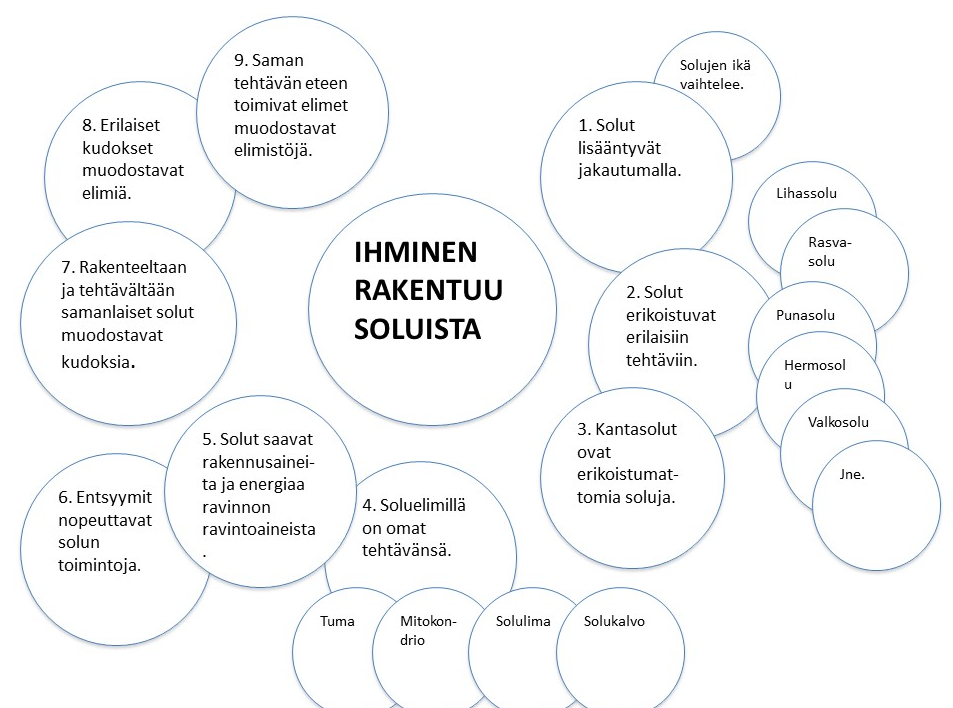 IHMINEN
RAKENTUU
SOLUISTA
Solujen ikä
vaihtelee.
1. Solut
lisääntyvät
jakautumalla.
Lihassolu
Rasva-
solu
Punasolu
Hermosol
u
Valkosolu
Jne.
2. Solut
erikoistuvat
erilaisiin
tehtäviin.
3. Kantasolut
ovat
erikoistumat-
tomia soluja.
4. Soluelimillä
on omat
tehtävänsä.
Tuma
Mitokon-
drio
Solulima
Solukalvo
5. Solut saavat
rakennusainei-
ta ja energiaa
ravinnon
ravintoaineista
.
6. Entsyymit
nopeuttavat
solun
toimintoja.
7. Rakenteeltaan
ja tehtävältään
samanlaiset solut
muodostavat
kudoksia.
8. Erilaiset
kudokset
muodostavat
elimiä.
9. Saman
tehtävän eteen
toimivat elimet
muodostavat
elimistöjä.